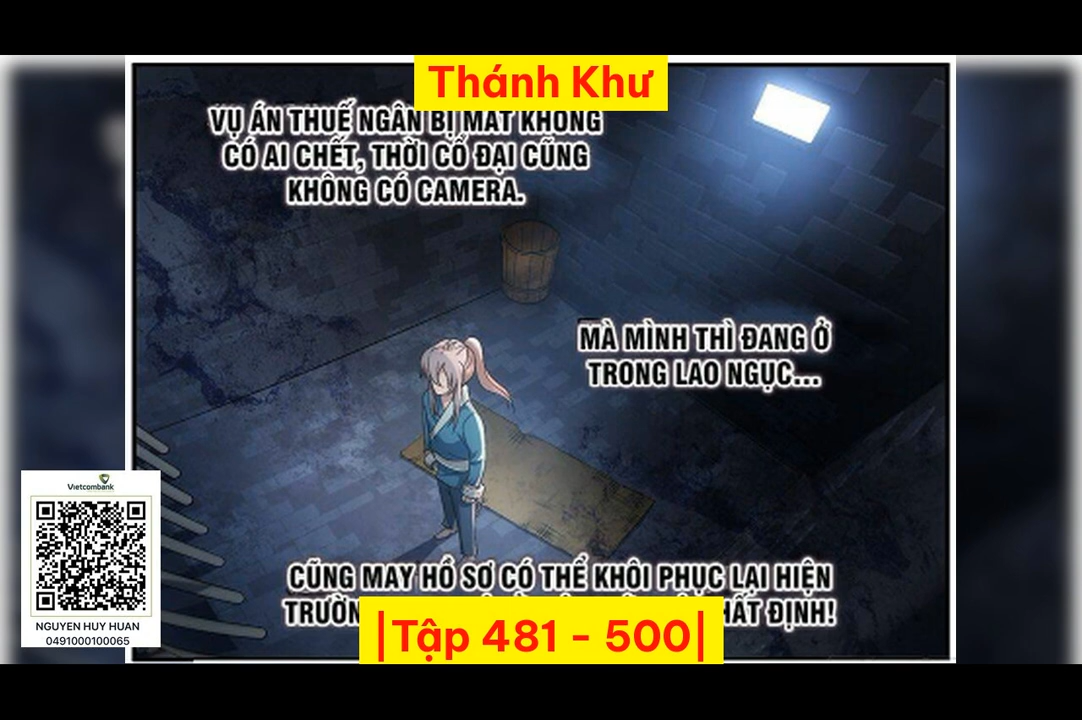 Thánh Khư
VỤ ÁN THUẾ NGÂN BỊ MẤT KHÔNG
CÓ AI CHẾT, THỜI CỔ ĐẠI CŨNG
KHÔNG CÓ CAMERA.
MÀ MÌNH THÌ ĐANG Ở
TRONG LAO NGỤC...
CŨNG MAY HỒ SƠ CÓ THỂ KHÔI PHỤC LẠI HIỆN
TRƯỜNG NHẤT ĐỊNH!
|Tập 481 - 500|
Vietcombank
NGUYEN HUY HUAN
0491000100065